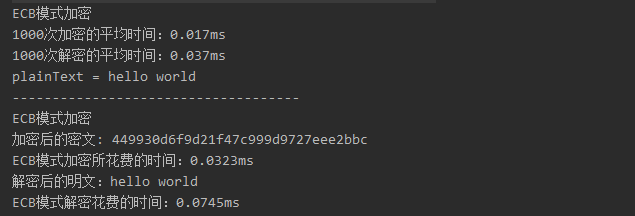 ECB模式加密
1000次加密的平均时间：0.017ms
1000次解密的平均时间：0.037ms
plainText = hello world
------------------------------------
ECB模式加密
加密后的密文：449930d6f9d21f47c999d9727eee2bbc
ECB模式加密所花费的时间：0.0323ms
解密后的明文：hello world
ECB模式解密花费的时间：0.0745ms